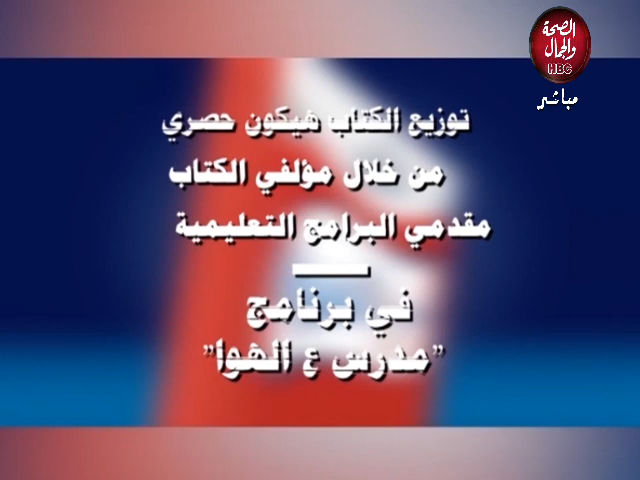 الصحة
والجمال
HBC
مباشر
توزيع الكتاب هيكون حصري
من خلال مؤلفي الكتاب
مقدمي البرامج التعليمية
في برنامج
"مدرس ع الهوا"